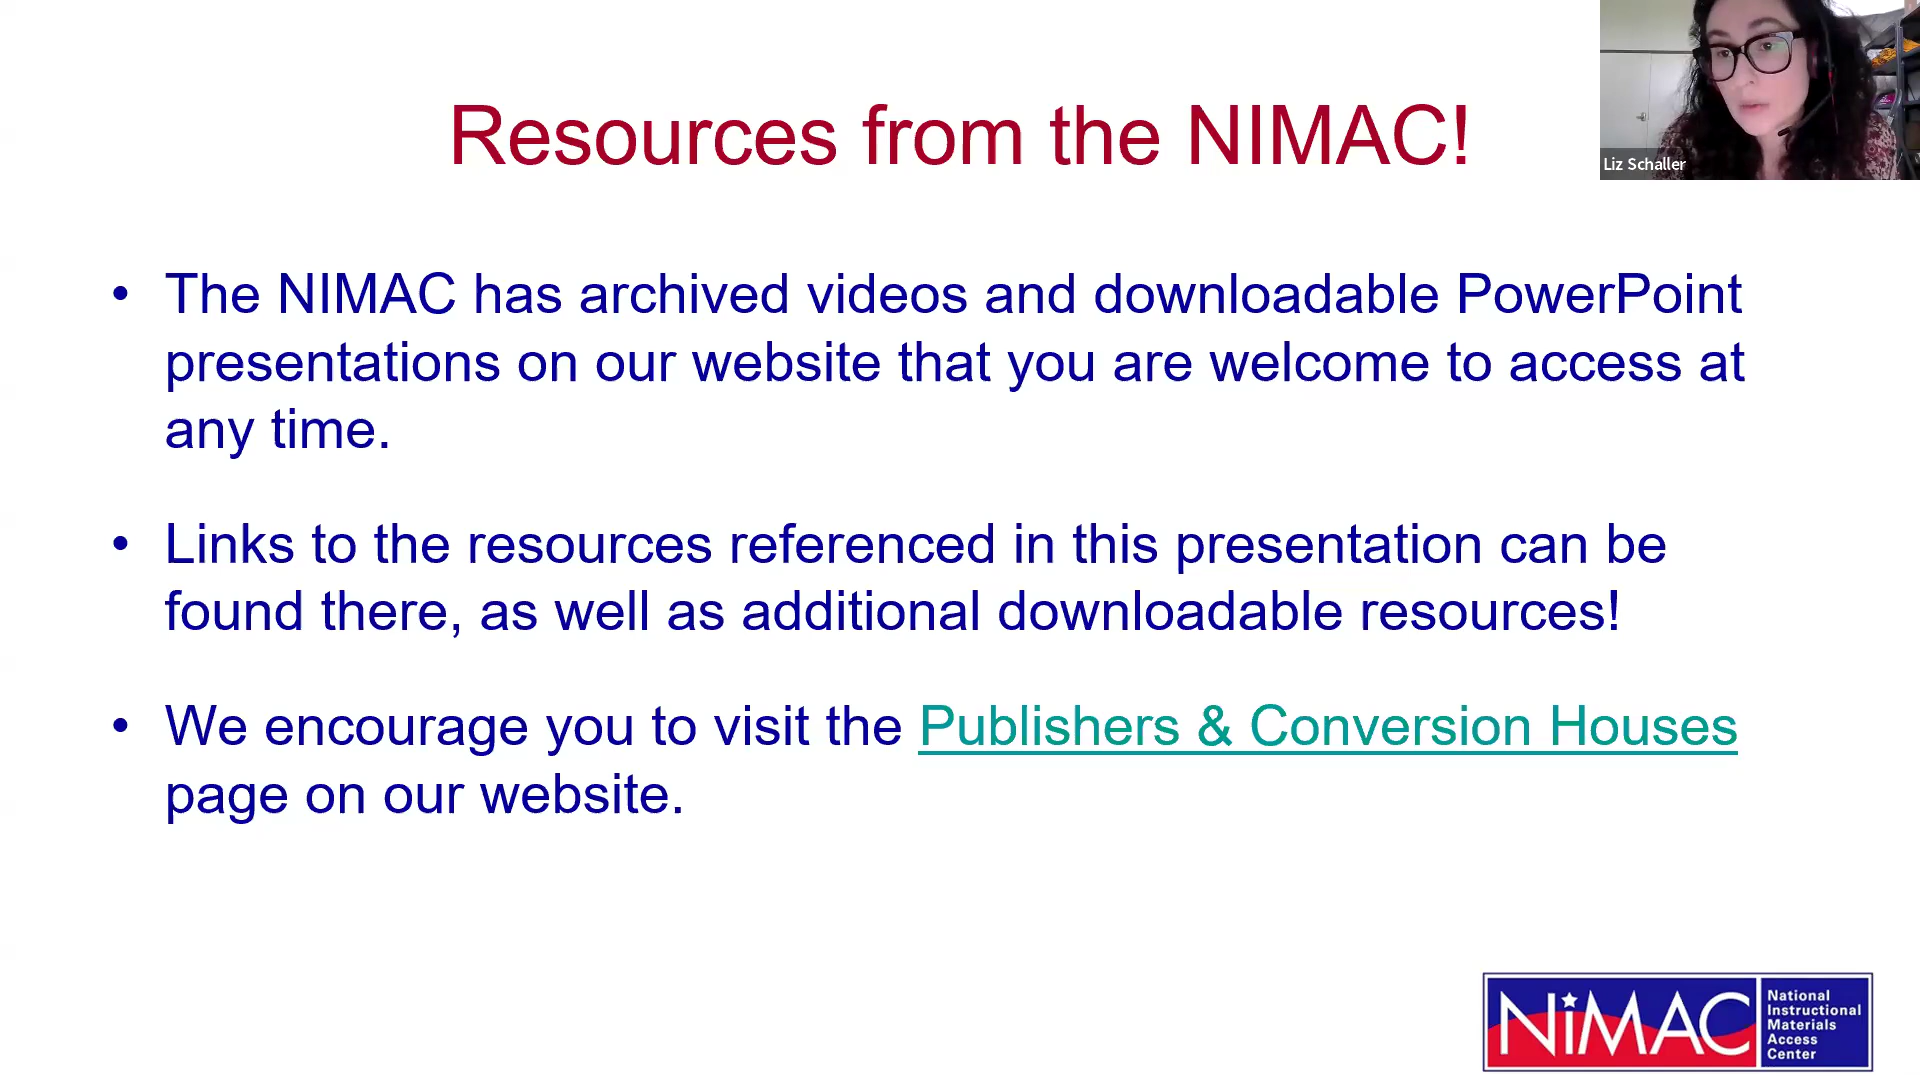 Resources from the NIMAC!
Liz Schaller
• The NIMAC has archived videos and downloadable PowerPoint
presentations on our website that you are welcome to access at
any time.
• Links to the resources referenced in this presentation can be
found there, as well as additional downloadable resources!
• We encourage you to visit the Publishers & Conversion Houses
page on our website.
NiMAC
National
Instructional
Materials
Access
Center